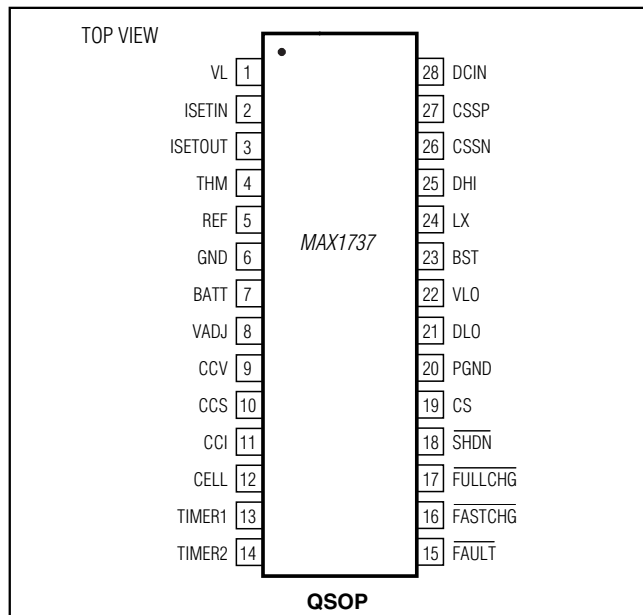 TOP VIEW
VL 1
ISETIN 2
ISETOUT 3
THM 4
REF 5
GND 6
BATT 7
VADJ 8
CCV 9
CCS 10
CCI 11
CELL 12
TIMER1 13
TIMER2 14
MAX1737
28 DCIN
27 CSSP
26 CSSN
25 DHI
24 LX
23 BST
22 VLO
21 DLO
20 PGND
19 CS
18 SHDN
17 FULLCHG
16 FASTCHG
15 FAULT
QSOP